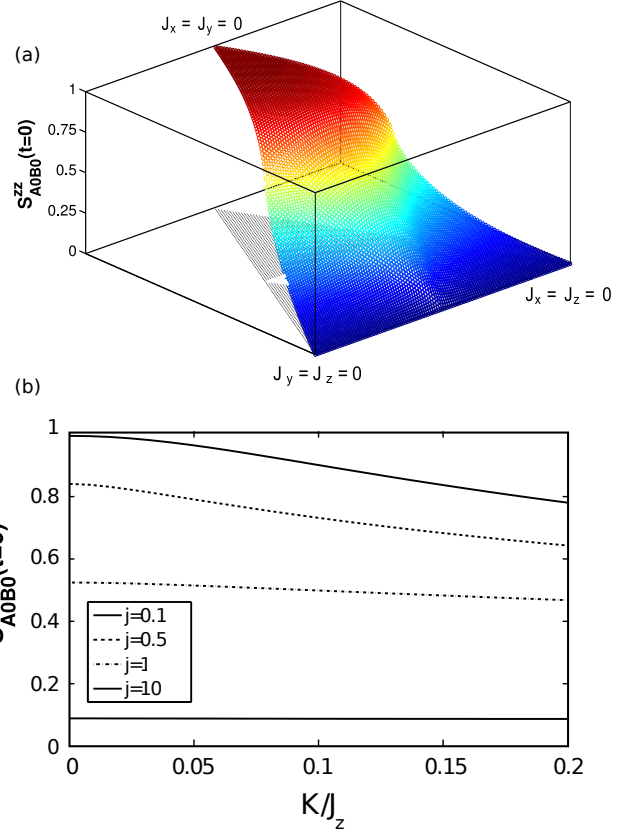 J_x = J_y = 0
(a)
S^zz_A0B0(t=0)
1
0.75
0.5
0.25
0
J_x = J_z = 0
J_y = J_z = 0
(b)
1
0.8
0.6
0.4
0.2
0
A0B0(t=0)
j=0.1
j=0.5
j=1
j=10
0
0.05
0.1
0.15
0.2
K/J_z